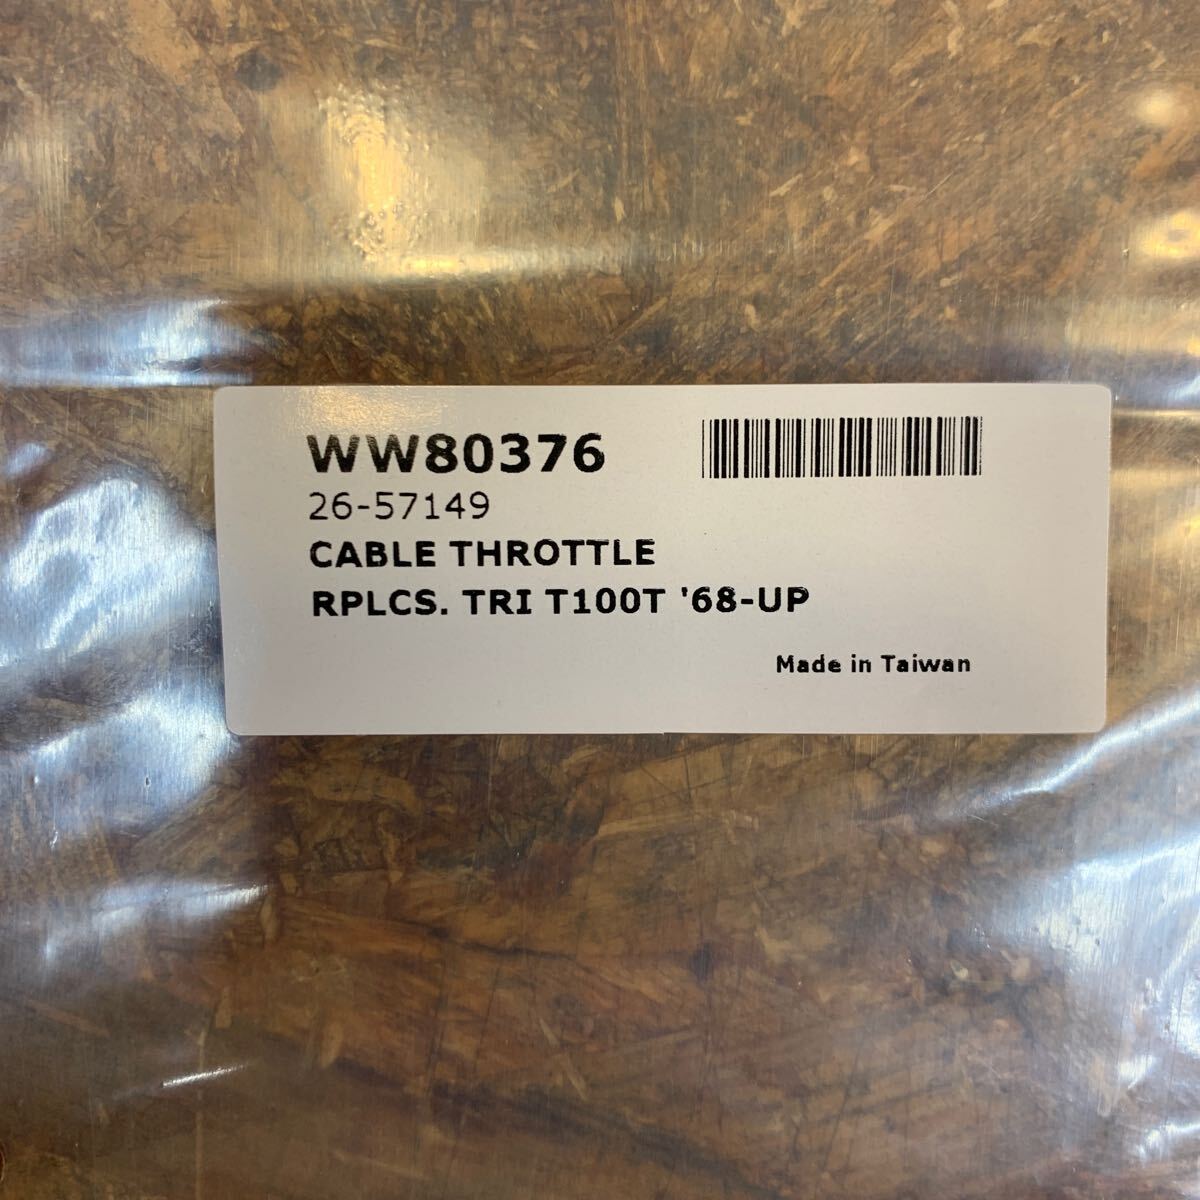 WW80376
26-57149
CABLE THROTTLE
RPLCS. TRI T100T '68-UP
Made in Taiwan